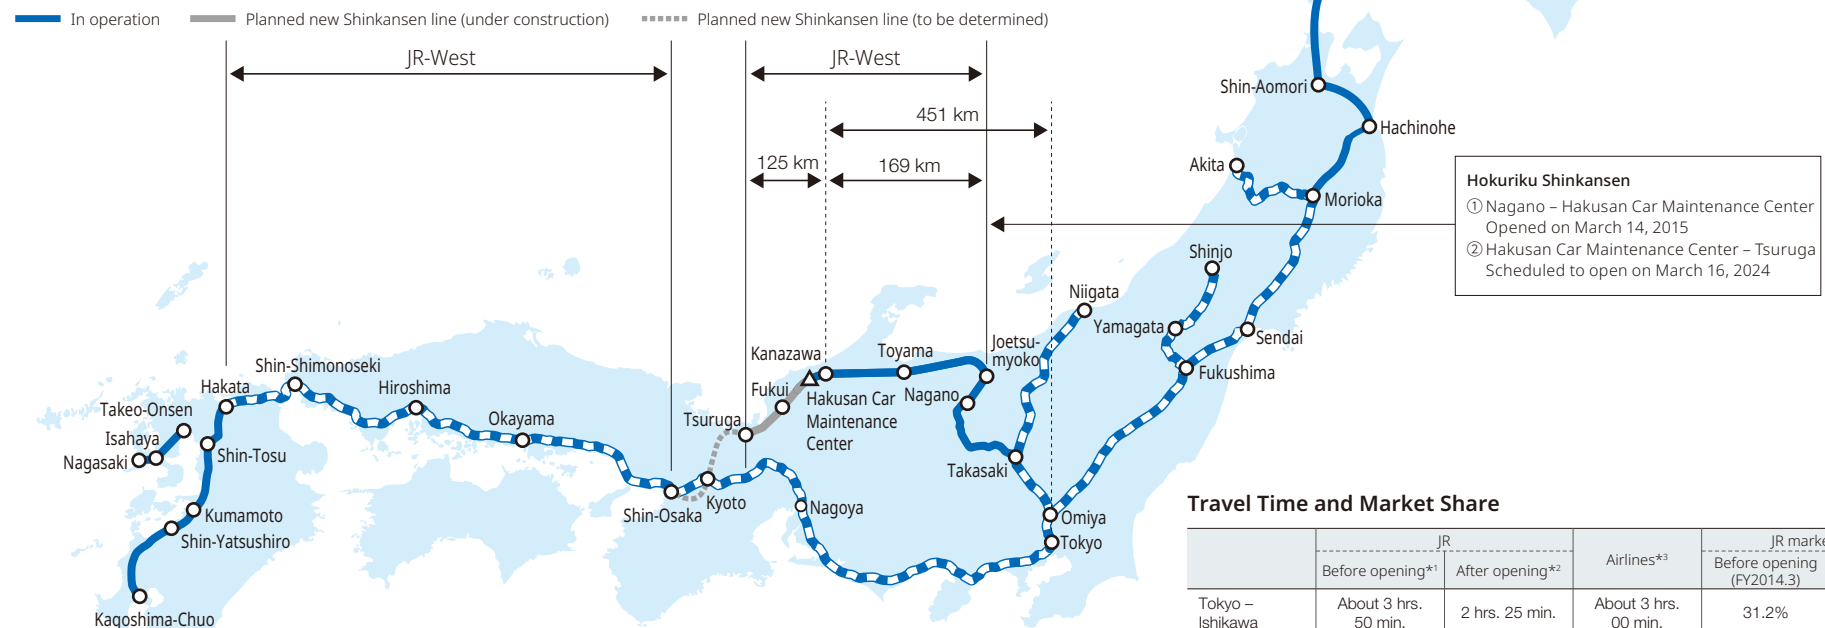 In operation
Planned new Shinkansen line (under construction)
Planned new Shinkansen line (to be determined)
JR-West
JR-West
451 km
125 km
169 km
Shin-Aomori
Hachinohe
Akita
Morioka
Hokuriku Shinkansen
① Nagano – Hakusan Car Maintenance Center
Opened on March 14, 2015
② Hakusan Car Maintenance Center – Tsuruga
Scheduled to open on March 16, 2024
Shinjo
Niigata
Yamagata
Sendai
Fukushima
Joetsu-
myoko
Toyama
Kanazawa
Nagano
Fukui
Hakusan Car
Maintenance
Center
Tsuruga
Takasaki
Shin-Shimonoseki
Hakata
Hiroshima
Okayama
Takeo-Onsen
Isahaya
Nagasaki
Shin-Tosu
Kumamoto
Shin-Yatsushiro
Kagoshima-Chuo
Shin-Osaka
Kyoto
Nagoya
Omiya
Tokyo
Travel Time and Market Share
JR
Airlines*3
JR marke
Before opening*1
After opening*2
Before opening
(FY2014.3)
Tokyo –
Ishikawa
About 3 hrs.
50 min.
2 hrs. 25 min.
About 3 hrs.
00 min.
31.2%